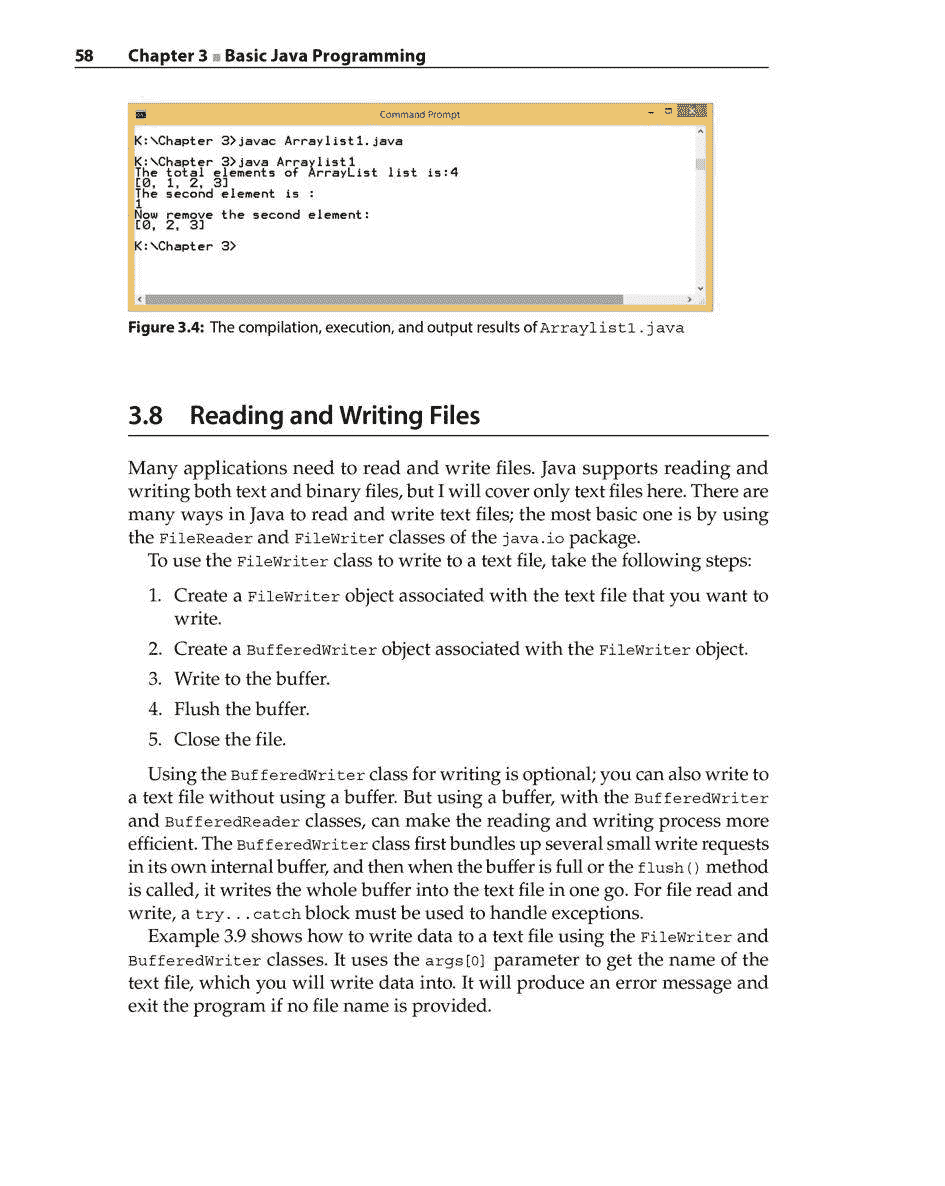 58 Chapter 3 ■ Basic Java Programming
Command Prompt
K:\Chapter 3>javac Arraylist1.java
K:\Chapter 3>java Arraylist1
The total elements of ArrayList list is:4
[0, 1, 2, 3]
The second element is :
1
Now remove the second element:
[0, 2, 3]
K:\Chapter 3>
Figure 3.4: The compilation, execution, and output results of Arraylist1.java
3.8 Reading and Writing Files
Many applications need to read and write files. Java supports reading and
writing both text and binary files, but I will cover only text files here. There are
many ways in Java to read and write text files; the most basic one is by using
the FileReader and FileWriter classes of the java.io package.
To use the FileWriter class to write to a text file, take the following steps:
1. Create a FileWriter object associated with the text file that you want to
write.
2. Create a BufferedWriter object associated with the FileWriter object.
3. Write to the buffer.
4. Flush the buffer.
5. Close the file.
Using the BufferedWriter class for writing is optional; you can also write to
a text file without using a buffer. But using a buffer, with the BufferedWriter
and BufferedReader classes, can make the reading and writing process more
efficient. The BufferedWriter class first bundles up several small write requests
in its own internal buffer, and then when the buffer is full or the flush() method
is called, it writes the whole buffer into the text file in one go. For file read and
write, a try...catch block must be used to handle exceptions.
Example 3.9 shows how to write data to a text file using the FileWriter and
BufferedWriter classes. It uses the args[0] parameter to get the name of the
text file, which you will write data into. It will produce an error message and
exit the program if no file name is provided.